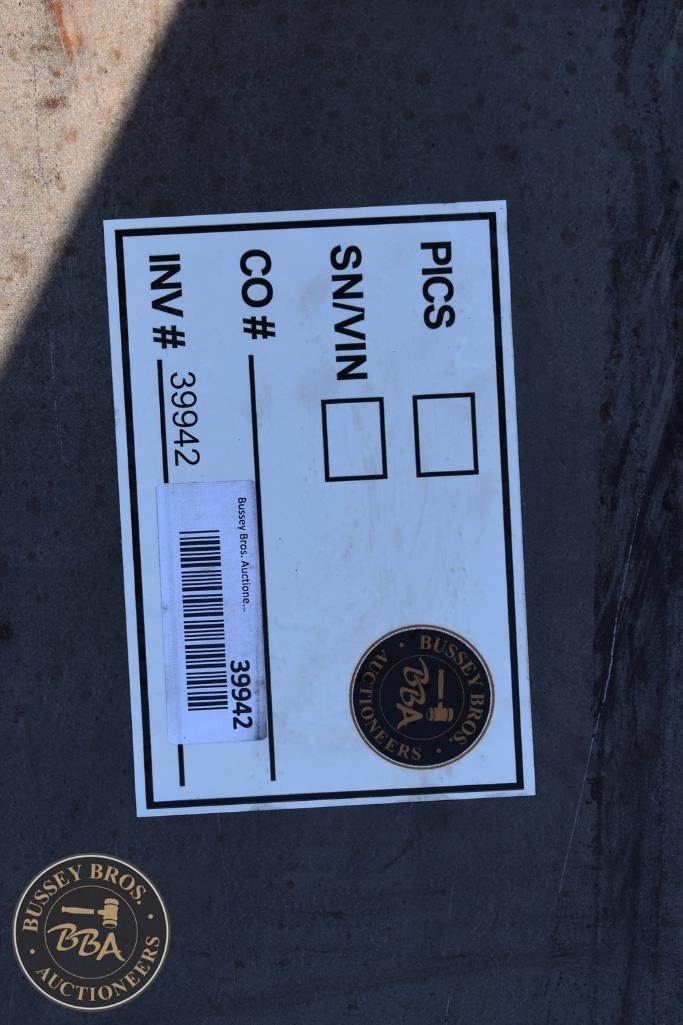 PICS
SN/VIN
CO #
INV # 39942
Bussey Bros. Auctione...
39942
BUSSEY BROS.
BBA
AUCTIONEERS
BUSSEY BROS.
BBA
AUCTIONEERS